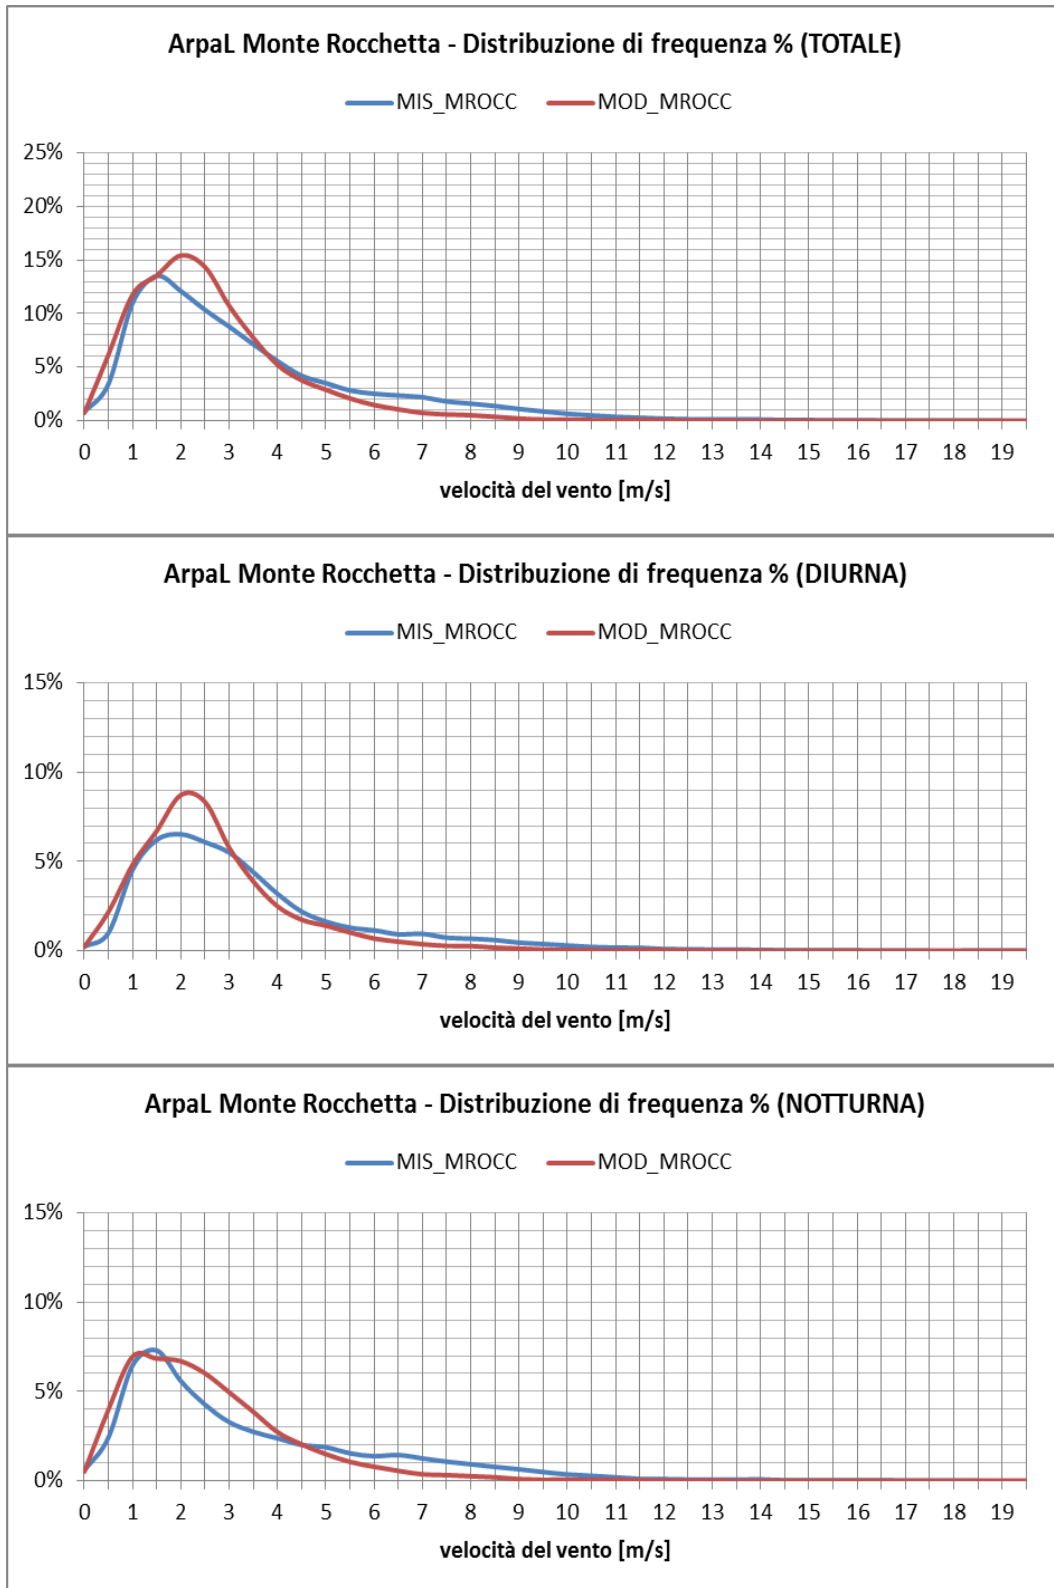 ArpaL Monte Rocchetta - Distribuzione di frequenza % (TOTALE)
MIS_MROCC MOD_MROCC
25%
20%
15%
10%
5%
0%
0 1 2 3 4 5 6 7 8 9 10 11 12 13 14 15 16 17 18 19
velocità del vento [m/s]
ArpaL Monte Rocchetta - Distribuzione di frequenza % (DIURNA)
MIS_MROCC MOD_MROCC
15%
10%
5%
0%
0 1 2 3 4 5 6 7 8 9 10 11 12 13 14 15 16 17 18 19
velocità del vento [m/s]
ArpaL Monte Rocchetta - Distribuzione di frequenza % (NOTTURNA)
MIS_MROCC MOD_MROCC
15%
10%
5%
0%
0 1 2 3 4 5 6 7 8 9 10 11 12 13 14 15 16 17 18 19
velocità del vento [m/s]